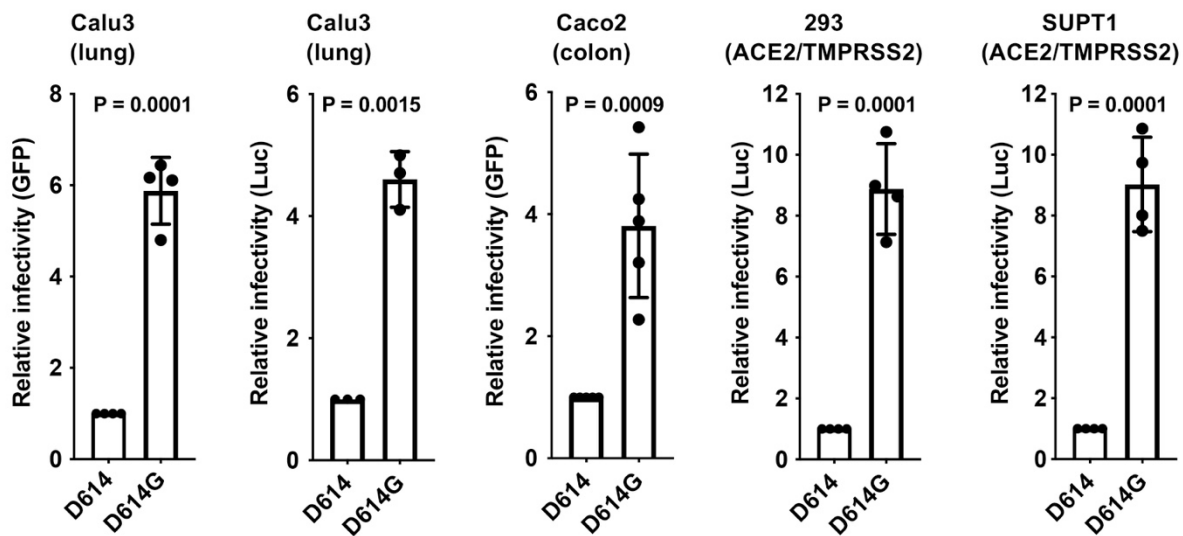 Calu3
(lung)
P = 0.0001
Relative infectivity (GFP)
8
6
4
2
0
D614
D614G
Calu3
(lung)
P = 0.0015
Relative infectivity (Luc)
6
4
2
0
D614
D614G
Caco2
(colon)
P = 0.0009
Relative infectivity (GFP)
6
4
2
0
D614
D614G
293
(ACE2/TMPRSS2)
P = 0.0001
Relative infectivity (Luc)
12
10
8
6
4
2
0
D614
D614G
SUPT1
(ACE2/TMPRSS2)
P = 0.0001
Relative infectivity (Luc)
12
10
8
6
4
2
0
D614
D614G